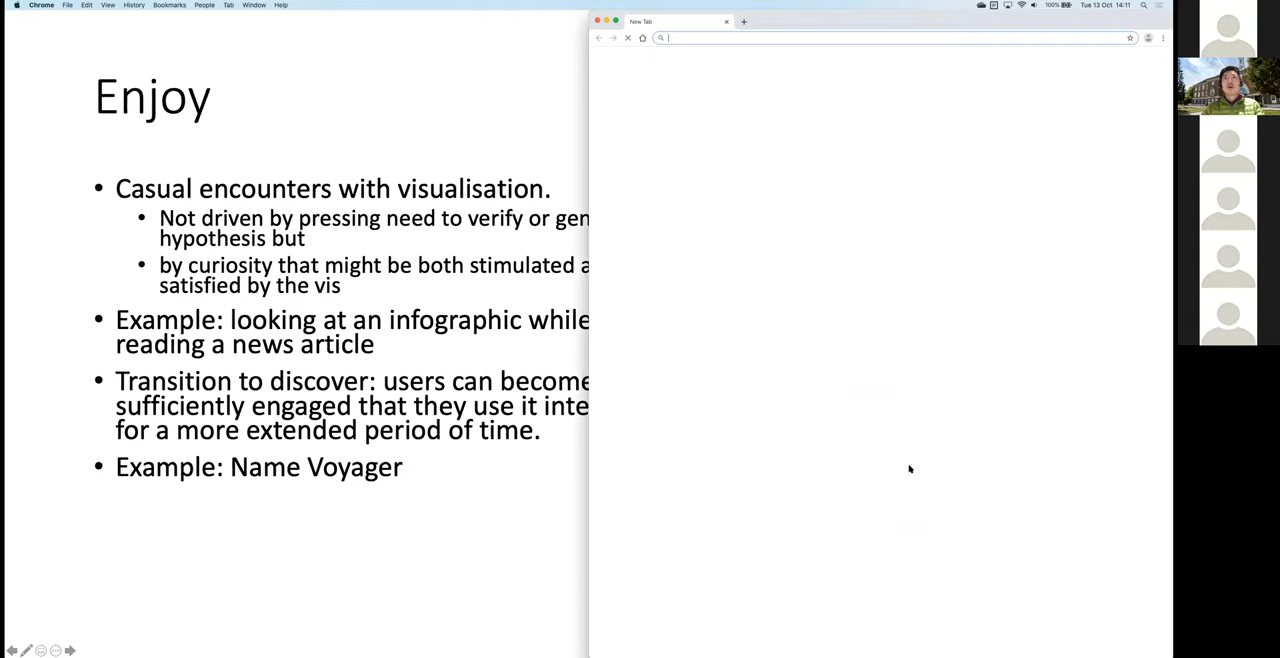 Chrome File Edit View History Bookmarks People Tab Window Help
100% Tue 13 Oct 14:11
New Tab
Enjoy
• Casual encounters with visualisation.
• Not driven by pressing need to verify or gen
hypothesis but
• by curiosity that might be both stimulated a
satisfied by the vis
• Example: looking at an infographic while
reading a news article
• Transition to discover: users can become
sufficiently engaged that they use it inte
for a more extended period of time.
• Example: Name Voyager